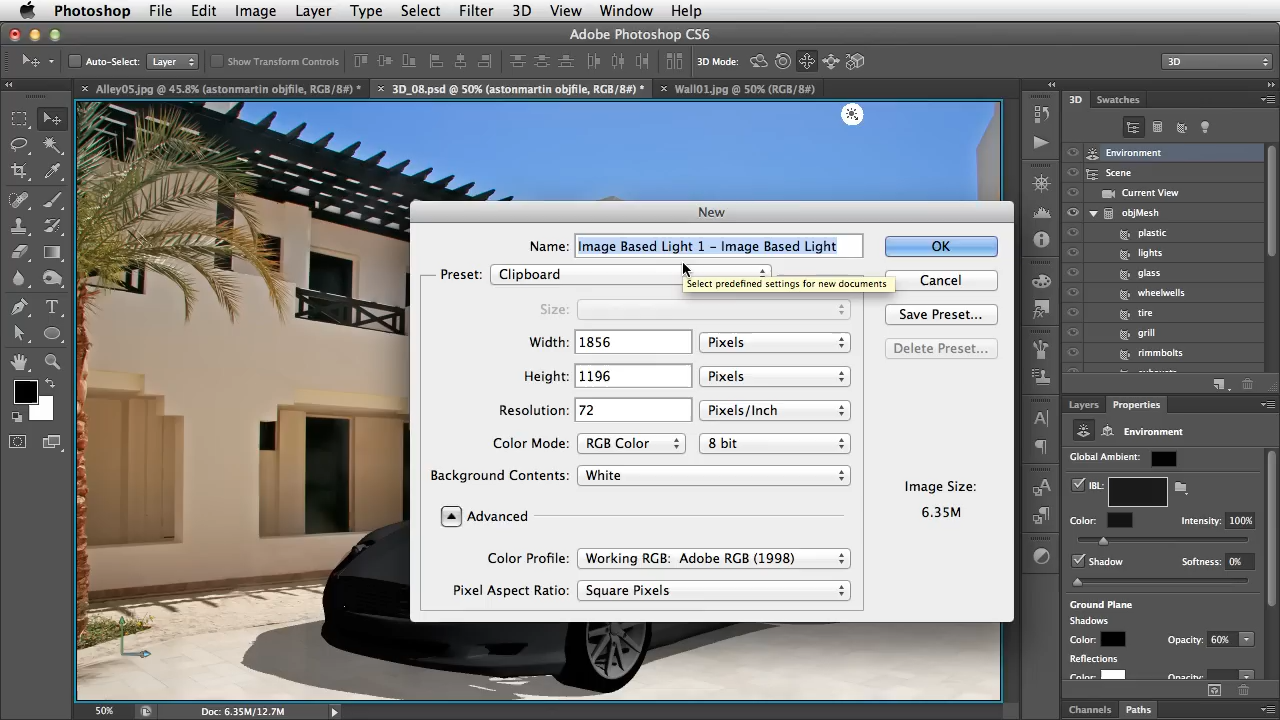 Photoshop File Edit Image Layer Type Select Filter 3D View Window Help
Adobe Photoshop CS6
Auto-Select: Layer Show Transform Controls 3D Mode: 3D
Alley05.jpg @ 45.8% (astonmartin objfile, RGB/8#) * 3D_08.psd @ 50% (astonmartin objfile, RGB/8#) * Wall01.jpg @ 50% (RGB/8#)
3D Swatches
Environment
Scene
Current View
objMesh
plastic
lights
glass
wheelwells
tire
grill
rimmbolts
New
Name: Image Based Light 1 - Image Based Light OK
Preset: Clipboard Cancel
Select predefined settings for new documents
Size: Save Preset...
Width: 1856 Pixels Delete Preset...
Height: 1196 Pixels
Resolution: 72 Pixels/Inch
Color Mode: RGB Color 8 bit
Background Contents: White
Image Size:
6.35M
Advanced
Color Profile: Working RGB: Adobe RGB (1998)
Pixel Aspect Ratio: Square Pixels
Layers Properties
Environment
Global Ambient:
IBL:
Color: Intensity: 100%
Shadow Softness: 0%
Ground Plane
Shadows
Color: Opacity: 60%
Reflections
50% Doc: 6.35M/12.7M
Channels Paths